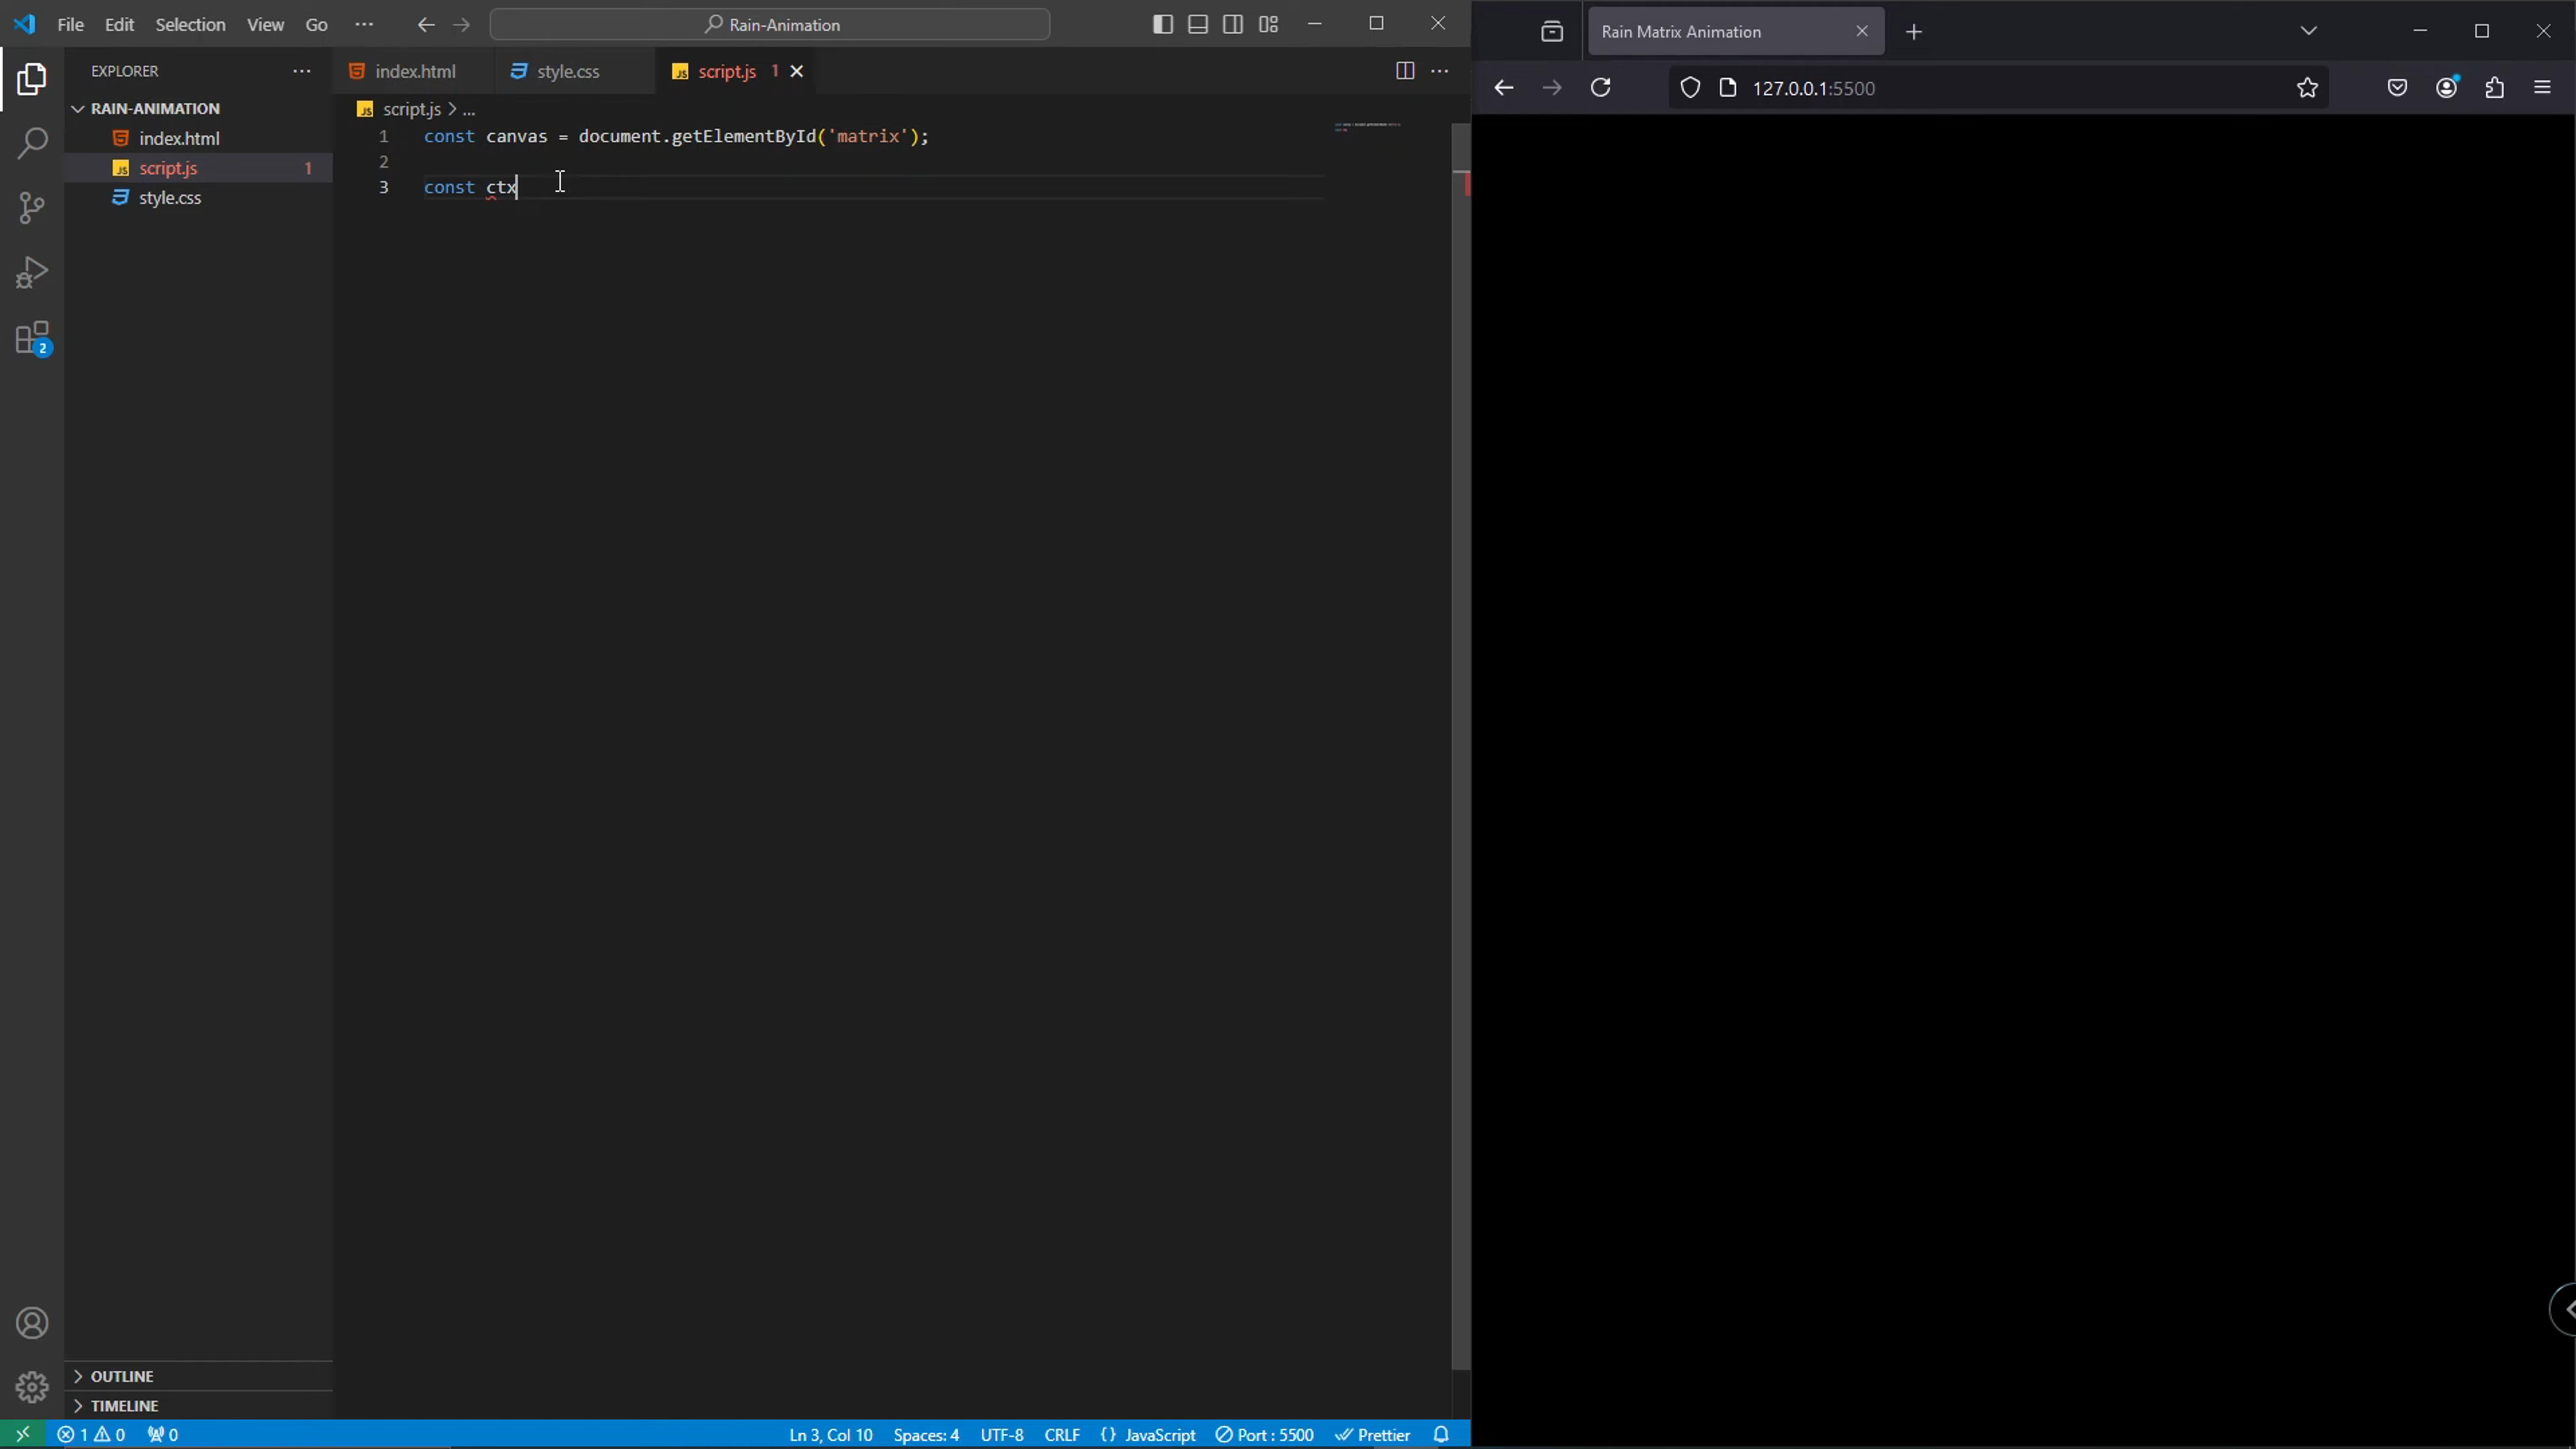 File Edit Selection View Go ...
Rain-Animation
EXPLORER ...
RAIN-ANIMATION
index.html
script.js 1
style.css
2
OUTLINE
TIMELINE
index.html style.css script.js 1
script.js > ...
1 const canvas = document.getElementById('matrix');
2
3 const ctx
1 0 0 Ln 3, Col 10 Spaces: 4 UTF-8 CRLF {} JavaScript Port : 5500 Prettier
Rain Matrix Animation
127.0.0.1:5500